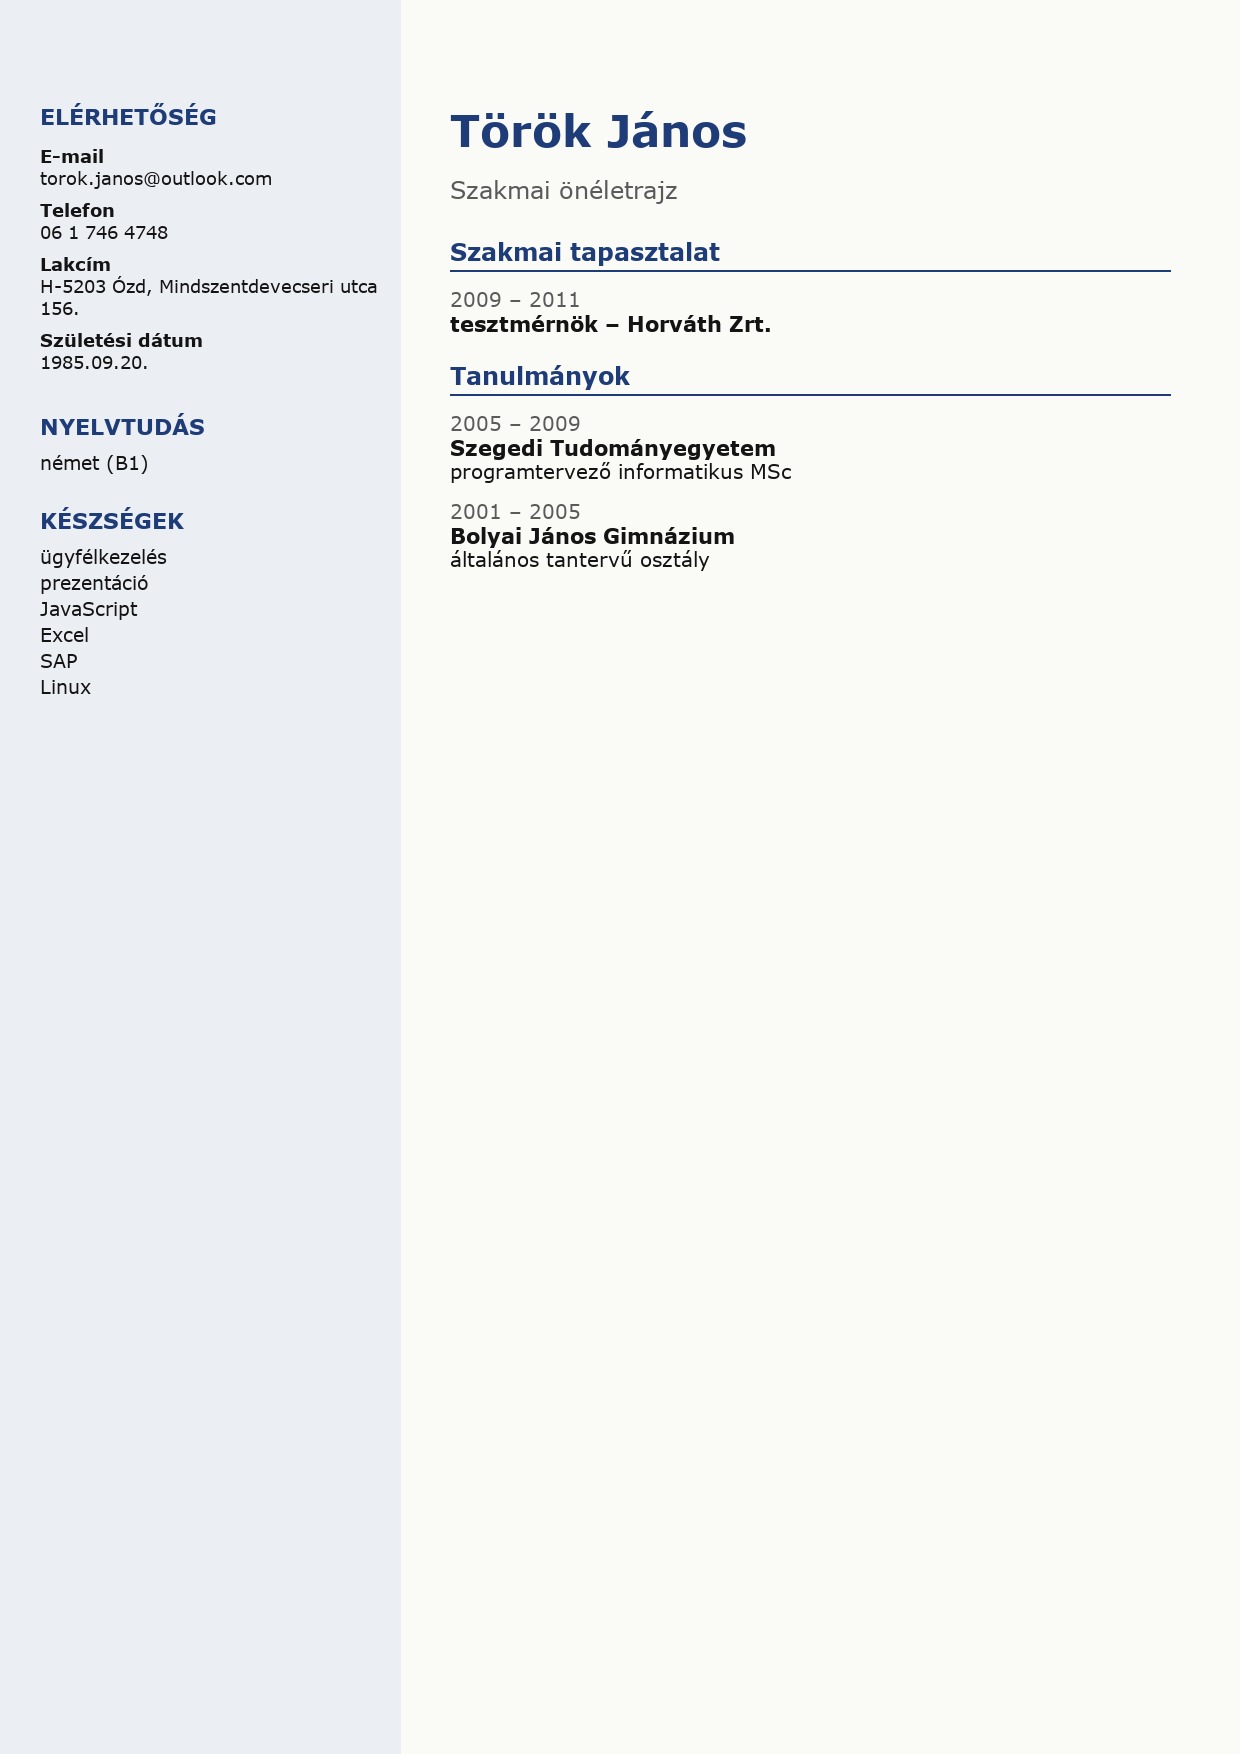 ELÉRHETŐSÉG
E-mail
torok.janos@outlook.com
Telefon
06 1 746 4748
Lakcím
H-5203 Ózd, Mindszentdevecseri utca
156.
Születési dátum
1985.09.20.
NYELVTUDÁS
német (B1)
KÉSZSÉGEK
ügyfélkezelés
prezentáció
JavaScript
Excel
SAP
Linux
Török János
Szakmai önéletrajz
Szakmai tapasztalat
2009 – 2011
tesztmérnök – Horváth Zrt.
Tanulmányok
2005 – 2009
Szegedi Tudományegyetem
programtervező informatikus MSc
2001 – 2005
Bolyai János Gimnázium
általános tantervű osztály